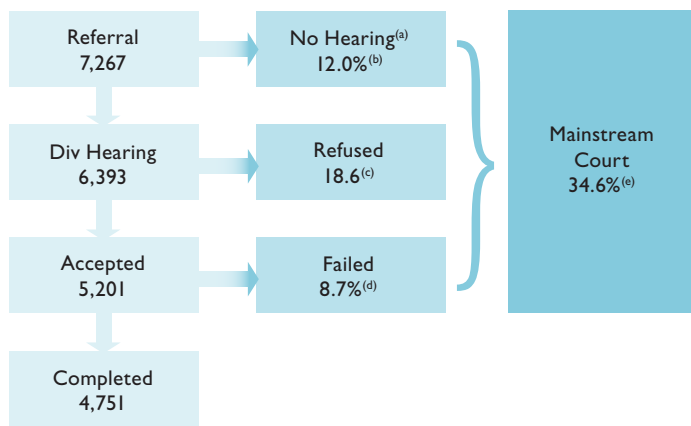 Referral
7,267
No Hearing(a)
12.0%(b)
Div Hearing
6,393
Refused
18.6(c)
Accepted
5,201
Failed
8.7%(d)
Completed
4,751
Mainstream
Court
34.6%(e)